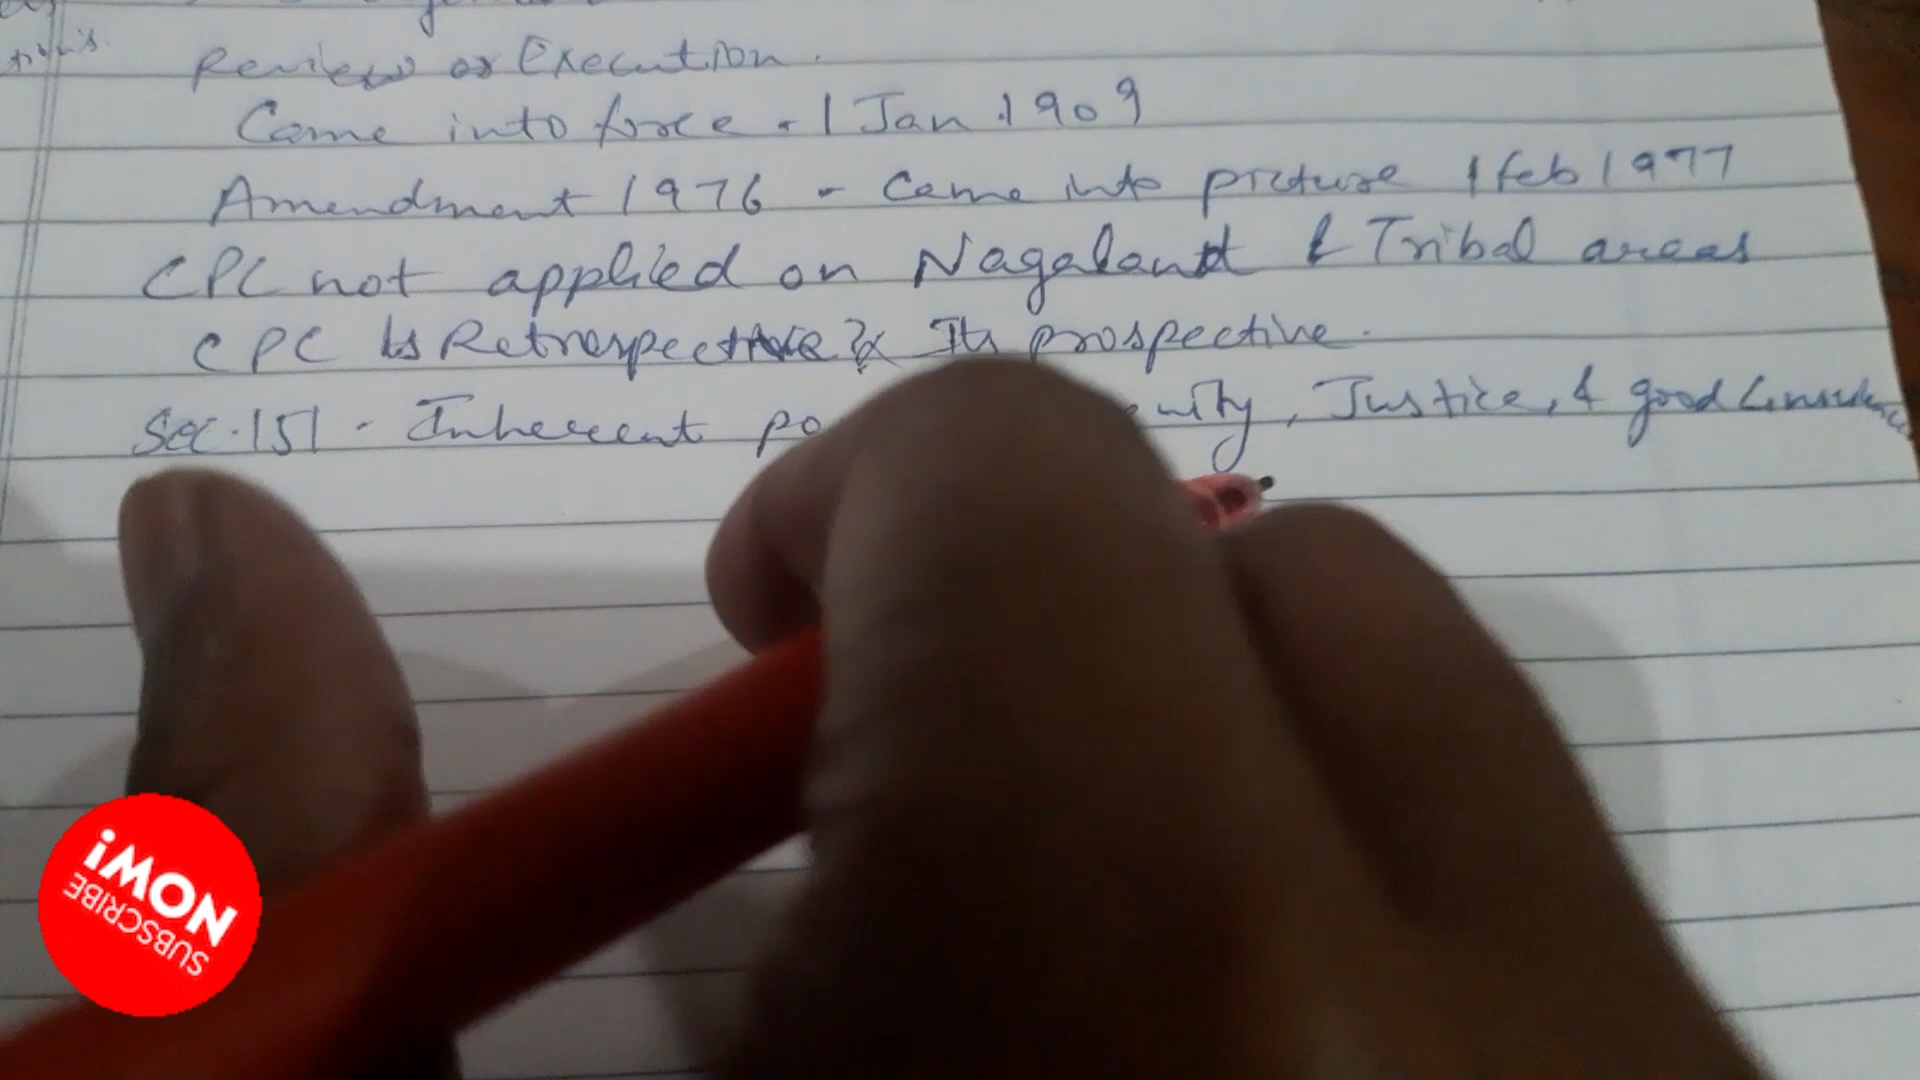 Review or Execution.
Came into force - 1 Jan 1909
Amendment 1976 - Came into picture 1 feb 1977
CPC not applied on Nagaland & Tribal areas
CPC Is Retrospective? Its prospective.
Sec. 151 - Inherent Justice, & good
iMON
SUBSCRIBE